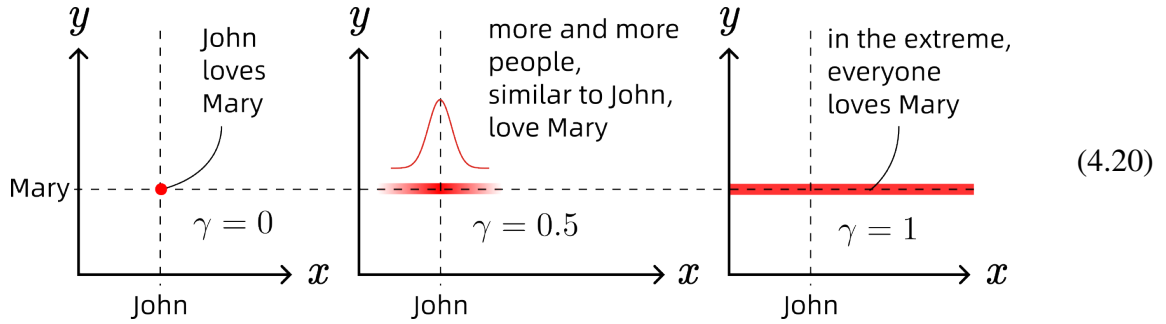 y
John
loves
Mary
Mary
γ = 0
x
John
y
more and more
people,
similar to John,
love Mary
γ = 0.5
x
John
y
in the extreme,
everyone
loves Mary
γ = 1
x
John
(4.20)